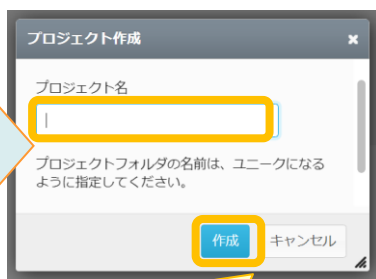 プロジェクト作成
プロジェクト名
プロジェクトフォルダの名前は、ユニークになる
ように指定してください。
作成 キャンセル